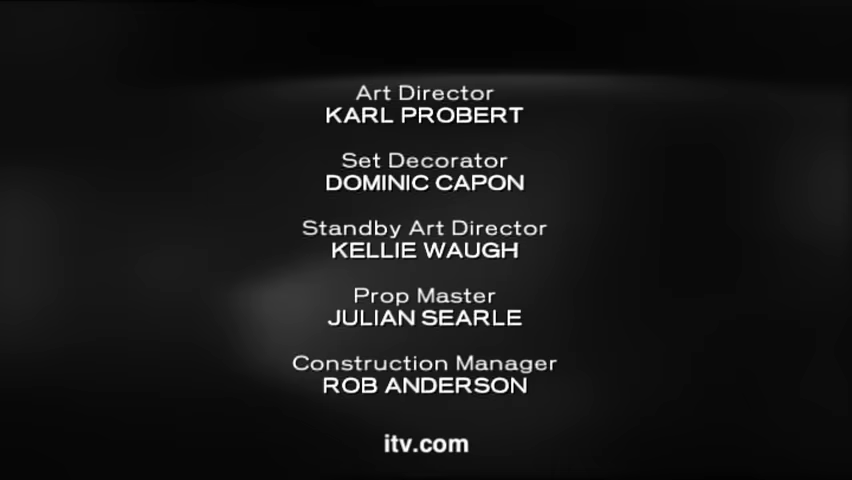 Art Director
KARL PROBERT
Set Decorator
DOMINIC CAPON
Standby Art Director
KELLIE WAUGH
Prop Master
JULIAN SEARLE
Construction Manager
ROB ANDERSON
itv.com